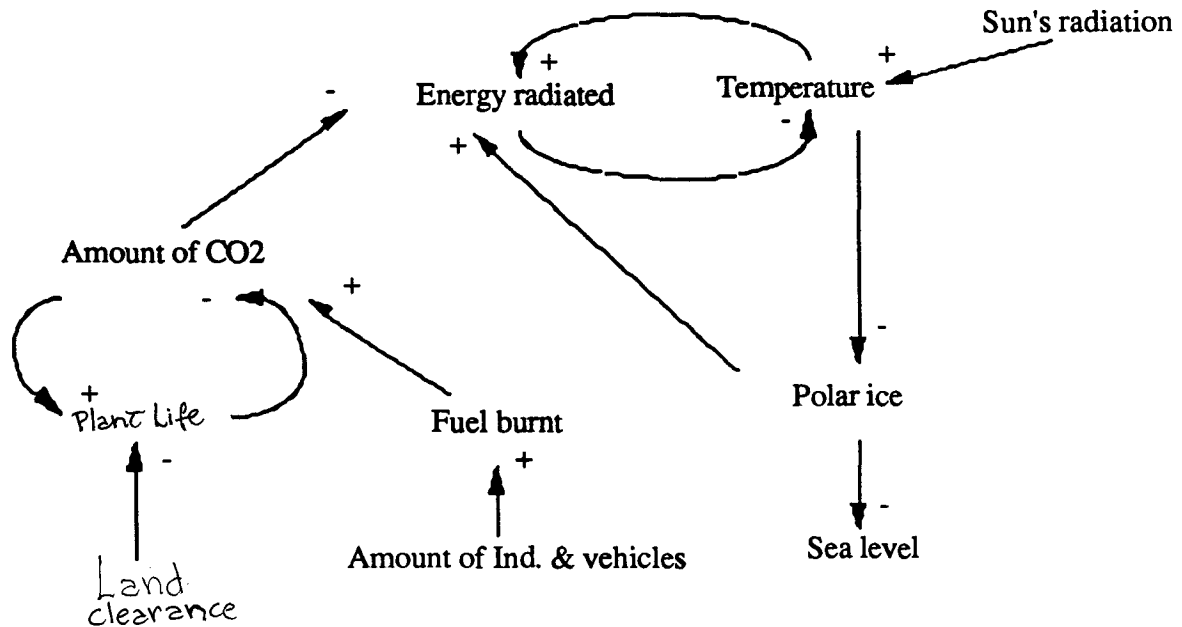 Sun's radiation
+
+
-
Energy radiated
Temperature
-
+
Amount of CO2
-
+
-
+
Polar ice
Plant Life
Fuel burnt
-
+
-
Sea level
Amount of Ind. & vehicles
Land
clearance